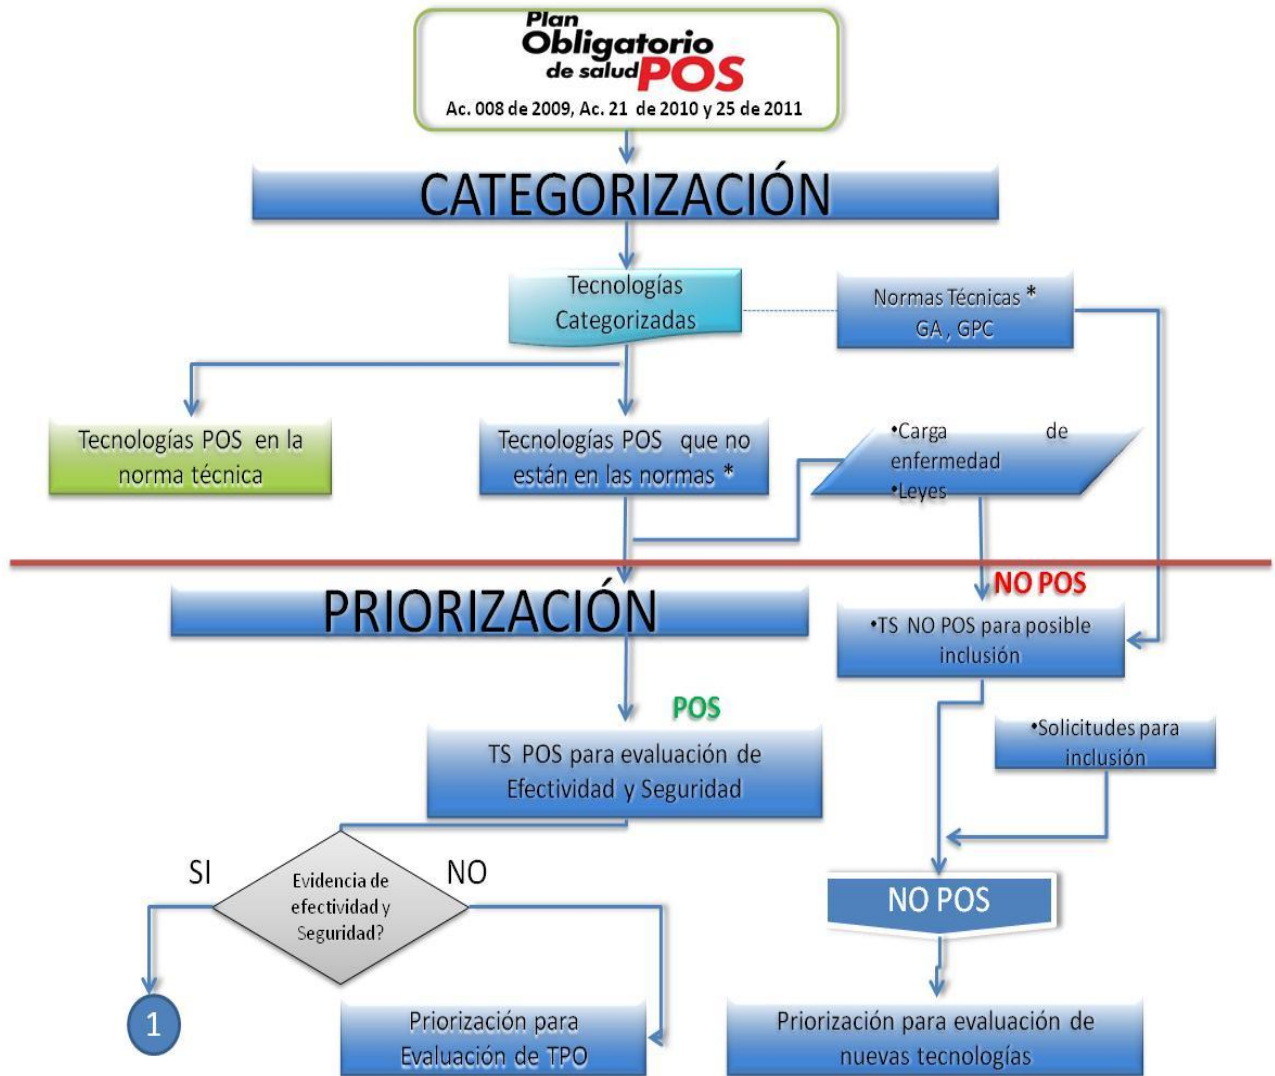 Plan
Obligatorio
de salud POS
Ac. 008 de 2009, Ac. 21 de 2010 y 25 de 2011
CATEGORIZACIÓN
Tecnologías
Categorizadas
Normas Técnicas *
GA , GPC
Tecnologías POS en la
norma técnica
Tecnologías POS que no
están en las normas *
•Carga de
enfermedad
•Leyes
PRIORIZACIÓN
NO POS
•TS NO POS para posible
inclusión
POS
TS POS para evaluación de
Efectividad y Seguridad
•Solicitudes para
inclusión
SI
Evidencia de
efectividad y
Seguridad?
NO
NO POS
1
Priorización para
Evaluación de TPO
Priorización para evaluación de
nuevas tecnologías